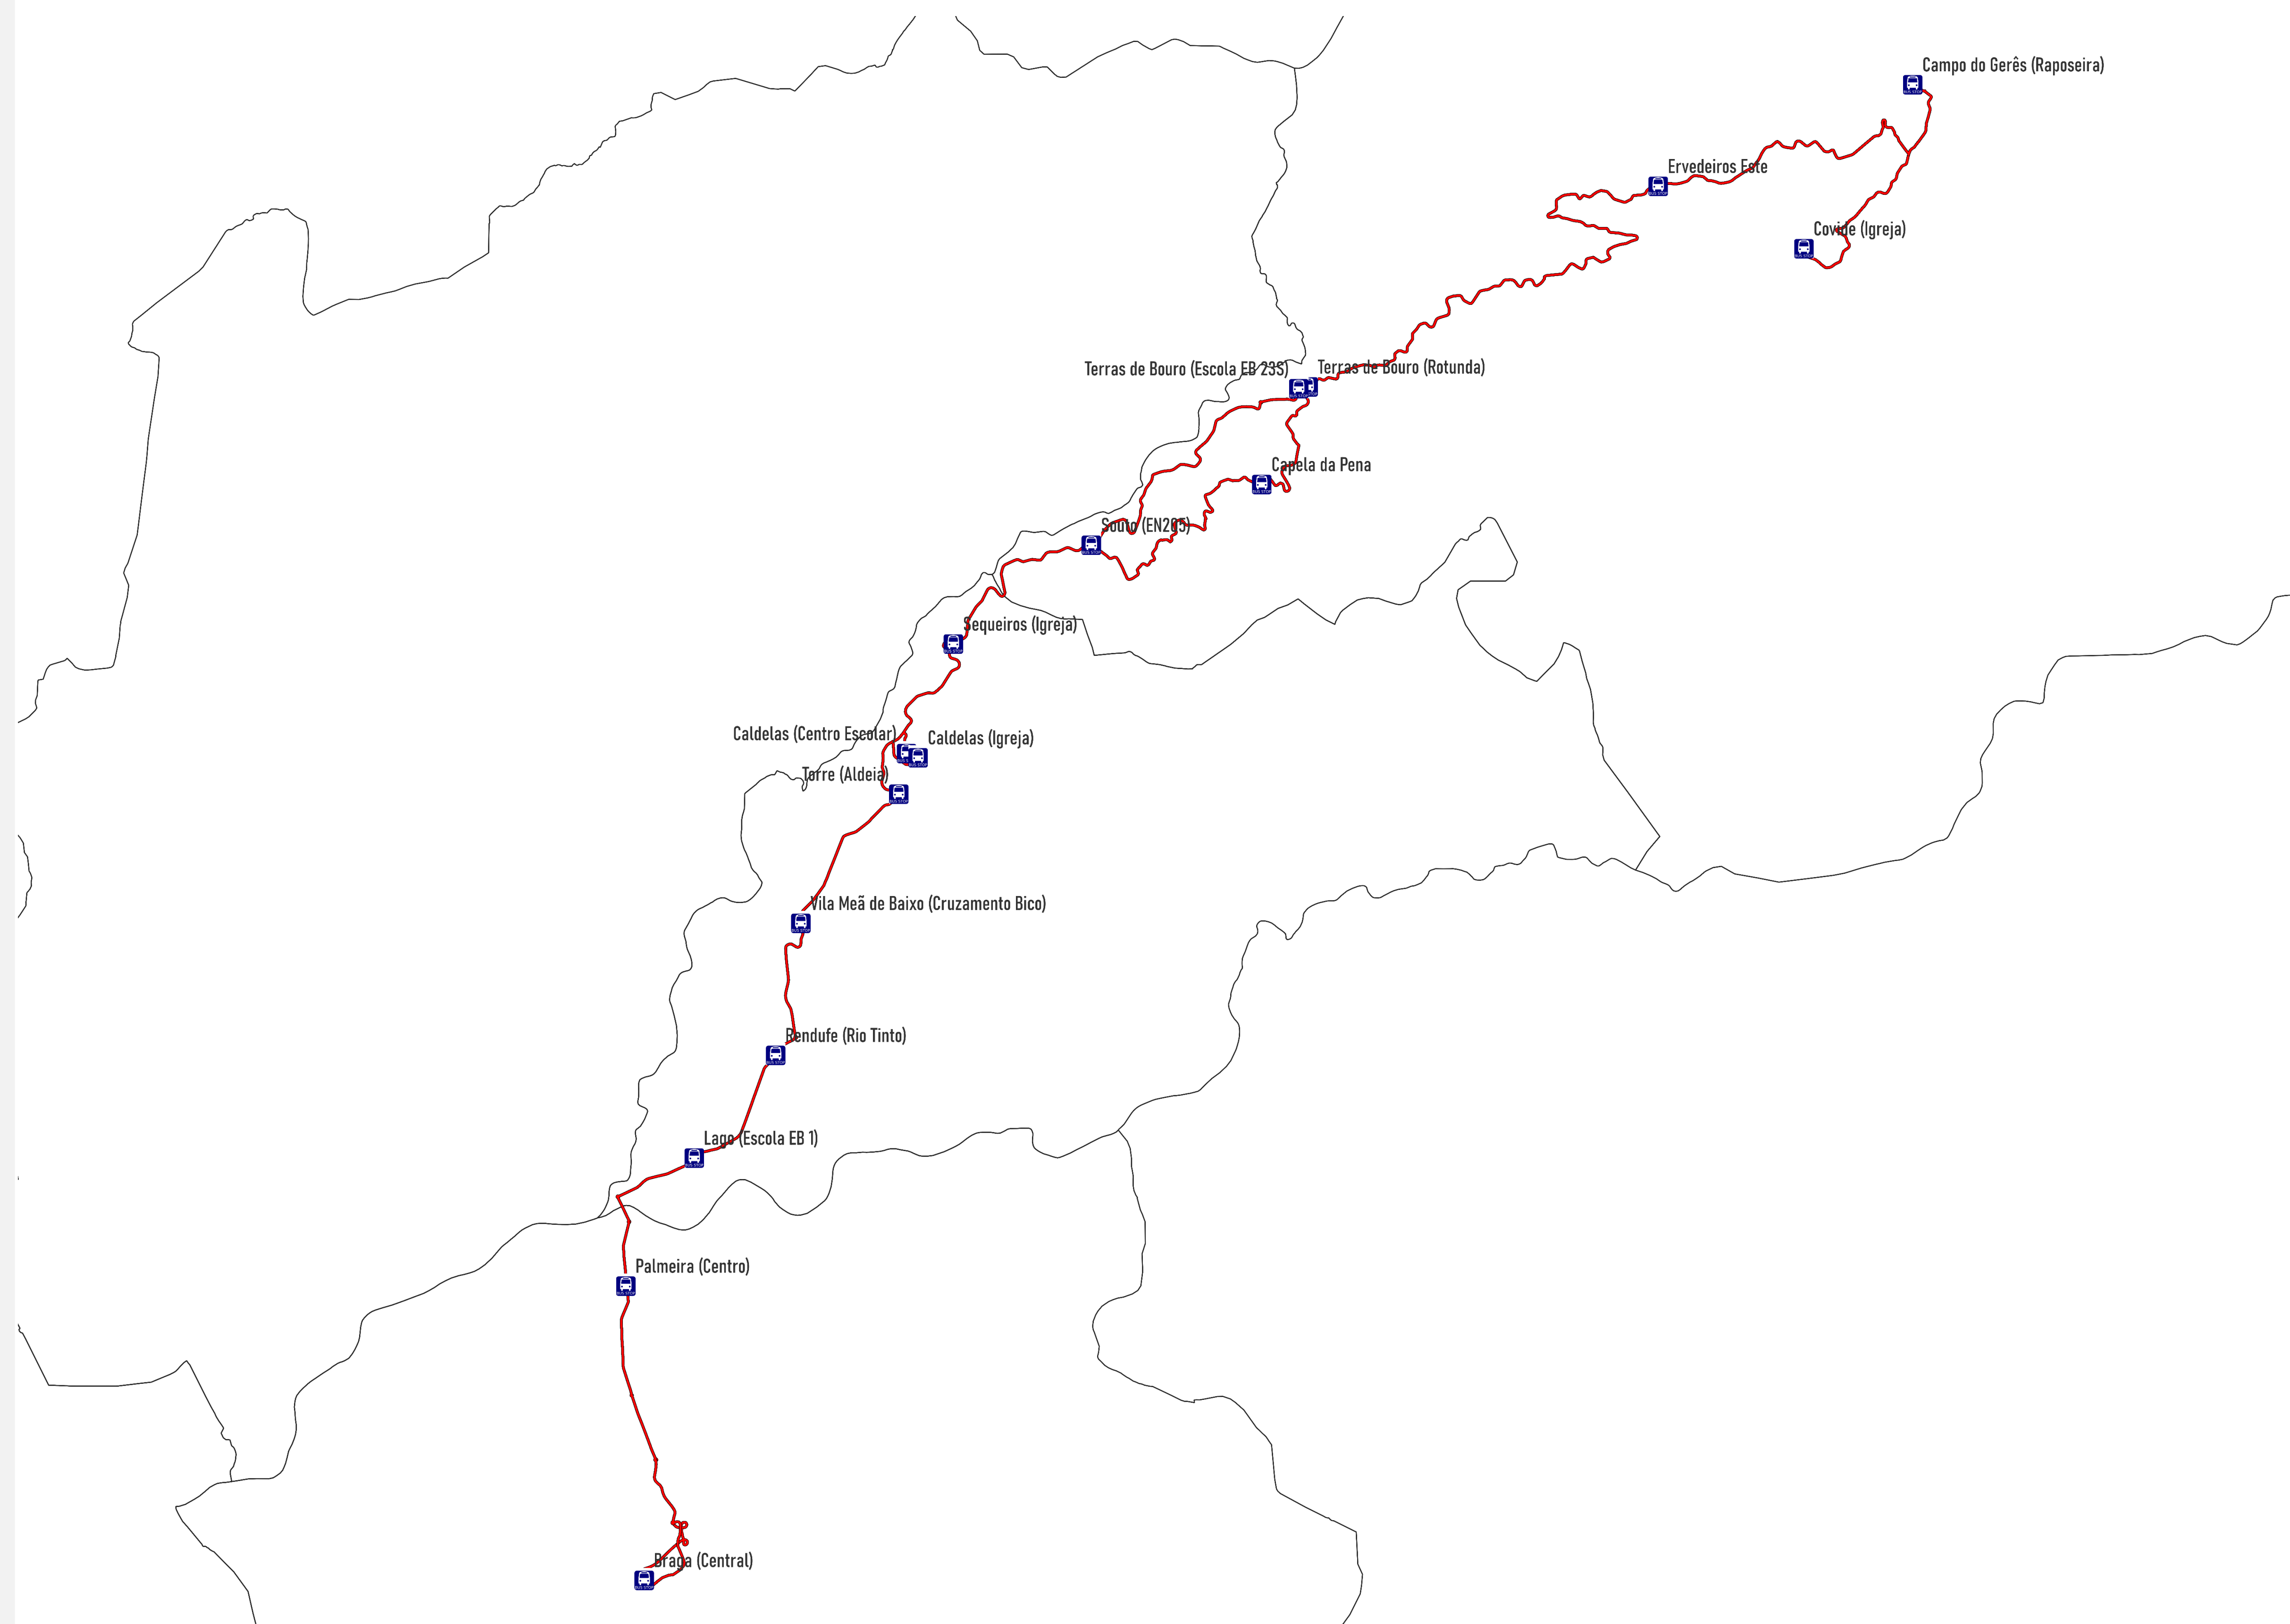 Campo do Gerês (Raposeira)
Ervedeiros Este
Covide (Igreja)
Terras de Bouro (Escola EB 23S)
Terras de Bouro (Rotunda)
Capela da Pena
Souto (EN205)
Sequeiros (Igreja)
Caldelas (Centro Escolar)
Caldelas (Igreja)
Torre (Aldeia)
Vila Meã de Baixo (Cruzamento Bico)
Rendufe (Rio Tinto)
Lago (Escola EB 1)
Palmeira (Centro)
Braga (Central)